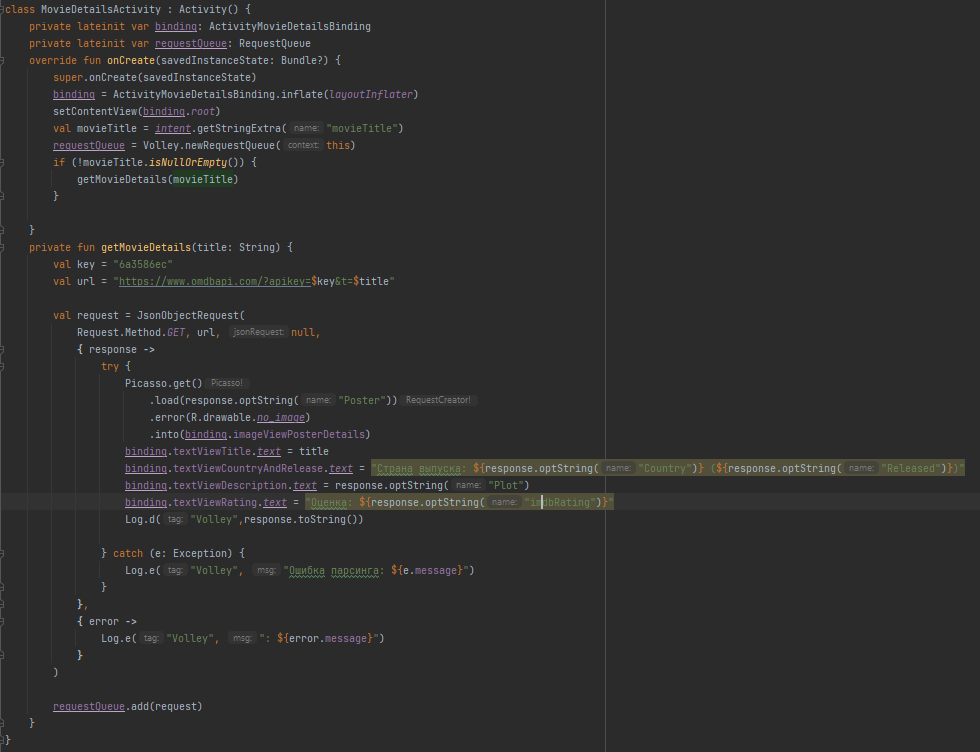 class MovieDetailsActivity : Activity() {
    private lateinit var binding: ActivityMovieDetailsBinding
    private lateinit var requestQueue: RequestQueue
    override fun onCreate(savedInstanceState: Bundle?) {
        super.onCreate(savedInstanceState)
        binding = ActivityMovieDetailsBinding.inflate(layoutInflater)
        setContentView(binding.root)
        val movieTitle = intent.getStringExtra( name: "movieTitle")
        requestQueue = Volley.newRequestQueue( context: this)
        if (!movieTitle.isNullOrEmpty()) {
            getMovieDetails(movieTitle)
        }
    }
    private fun getMovieDetails(title: String) {
        val key = "6a3586ec"
        val url = "https://www.omdbapi.com/?apikey=$key&t=$title"
        val request = JsonObjectRequest(
            Request.Method.GET, url, jsonRequest: null,
            { response ->
                try {
                    Picasso.get() Picasso!
                        .load(response.optString( name: "Poster")) RequestCreator!
                        .error(R.drawable.no_image)
                        .into(binding.imageViewPosterDetails)
                    binding.textViewTitle.text = title
                    binding.textViewCountryAndRelease.text = "Страна выпуска: ${response.optString( name: "Country")} (${response.optString( name: "Released")})"
                    binding.textViewDescription.text = response.optString( name: "Plot")
                    binding.textViewRating.text = "Оценка: ${response.optString( name: "imdbRating")}"
                    Log.d( tag: "Volley",response.toString())
                } catch (e: Exception) {
                    Log.e( tag: "Volley", msg: "Ошибка парсинга: ${e.message}")
                }
            },
            { error ->
                Log.e( tag: "Volley", msg: ": ${error.message}")
            }
        )
        requestQueue.add(request)
    }
}